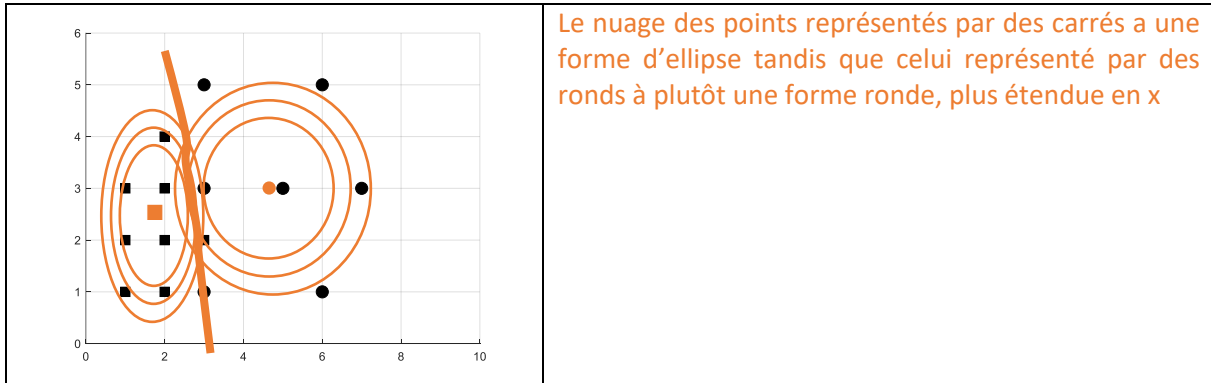 Le nuage des points représentés par des carrés a une
forme d’ellipse tandis que celui représenté par des
ronds à plutôt une forme ronde, plus étendue en x
6
5
4
3
2
1
0
0 2 4 6 8 10